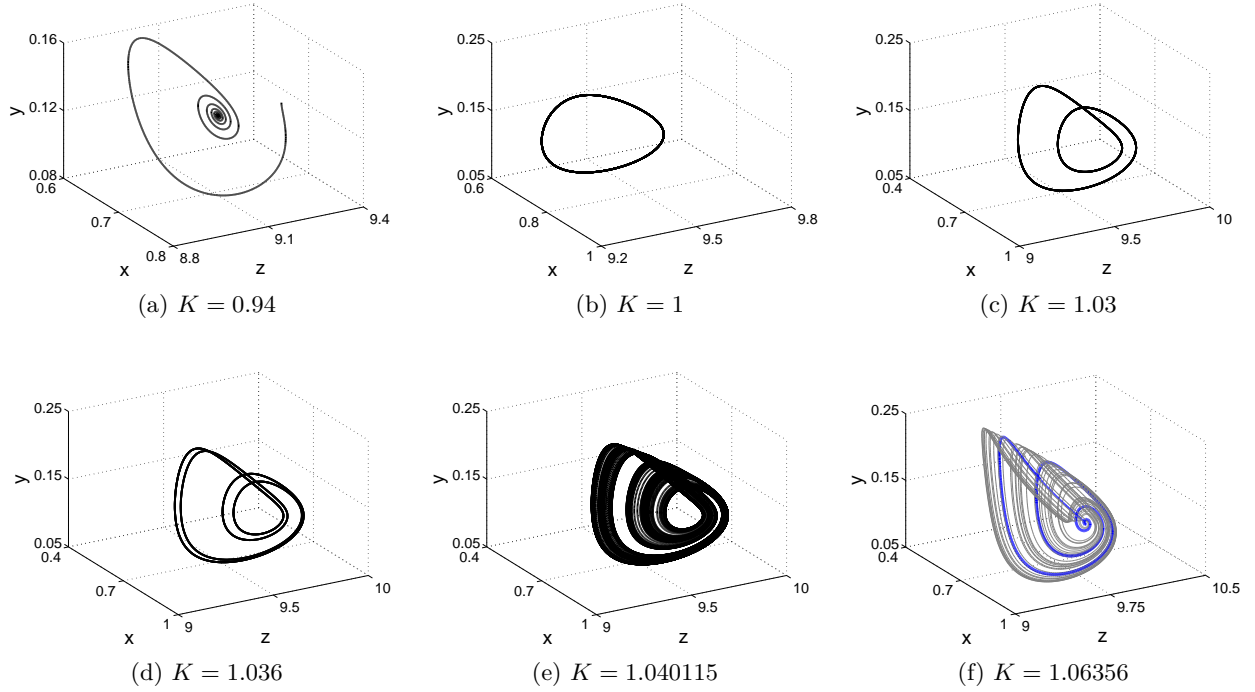 0.16
0.12
0.08
0.6
0.7
0.8
8.8
9.1
9.4
y
x
z
(a) K = 0.94
0.25
0.15
0.05
0.6
0.8
1
9.2
9.5
9.8
y
x
z
(b) K = 1
0.25
0.15
0.05
0.4
0.7
1
9
9.5
10
y
x
z
(c) K = 1.03
0.25
0.15
0.05
0.4
0.7
1
9
9.5
10
y
x
z
(d) K = 1.036
0.25
0.15
0.05
0.4
0.7
1
9
9.5
10
y
x
z
(e) K = 1.040115
0.25
0.15
0.05
0.4
0.7
1
9
9.75
10.5
y
x
z
(f) K = 1.06356